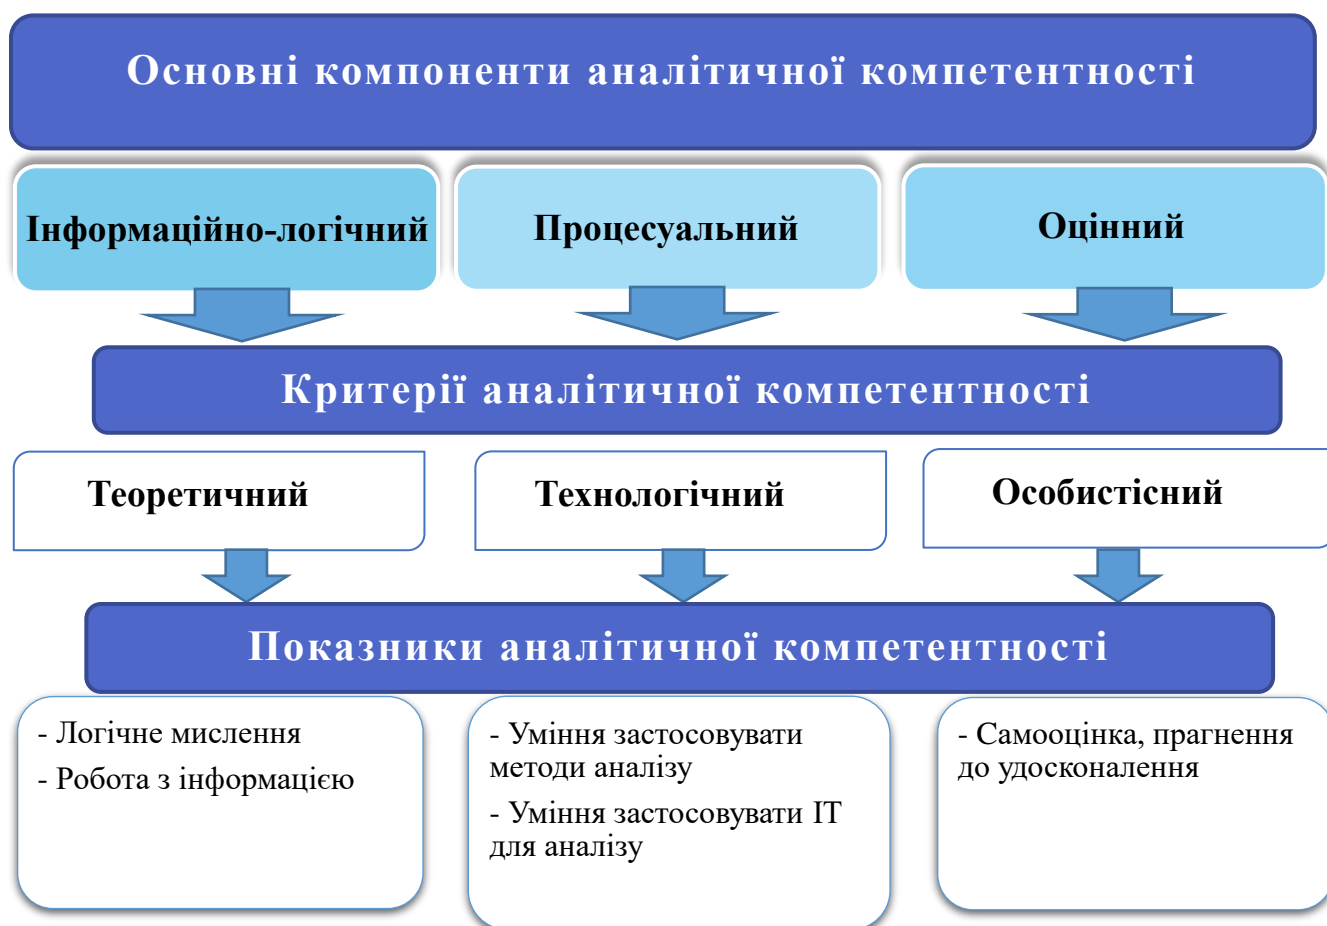 Основні компоненти аналітичної компетентності
Інформаційно-логічний
Процесуальний
Оцінний
Критерії аналітичної компетентності
Теоретичний
Технологічний
Особистісний
Показники аналітичної компетентності
- Логічне мислення
- Робота з інформацією
- Уміння застосовувати
методи аналізу
- Уміння застосовувати ІТ
для аналізу
- Самооцінка, прагнення
до удосконалення